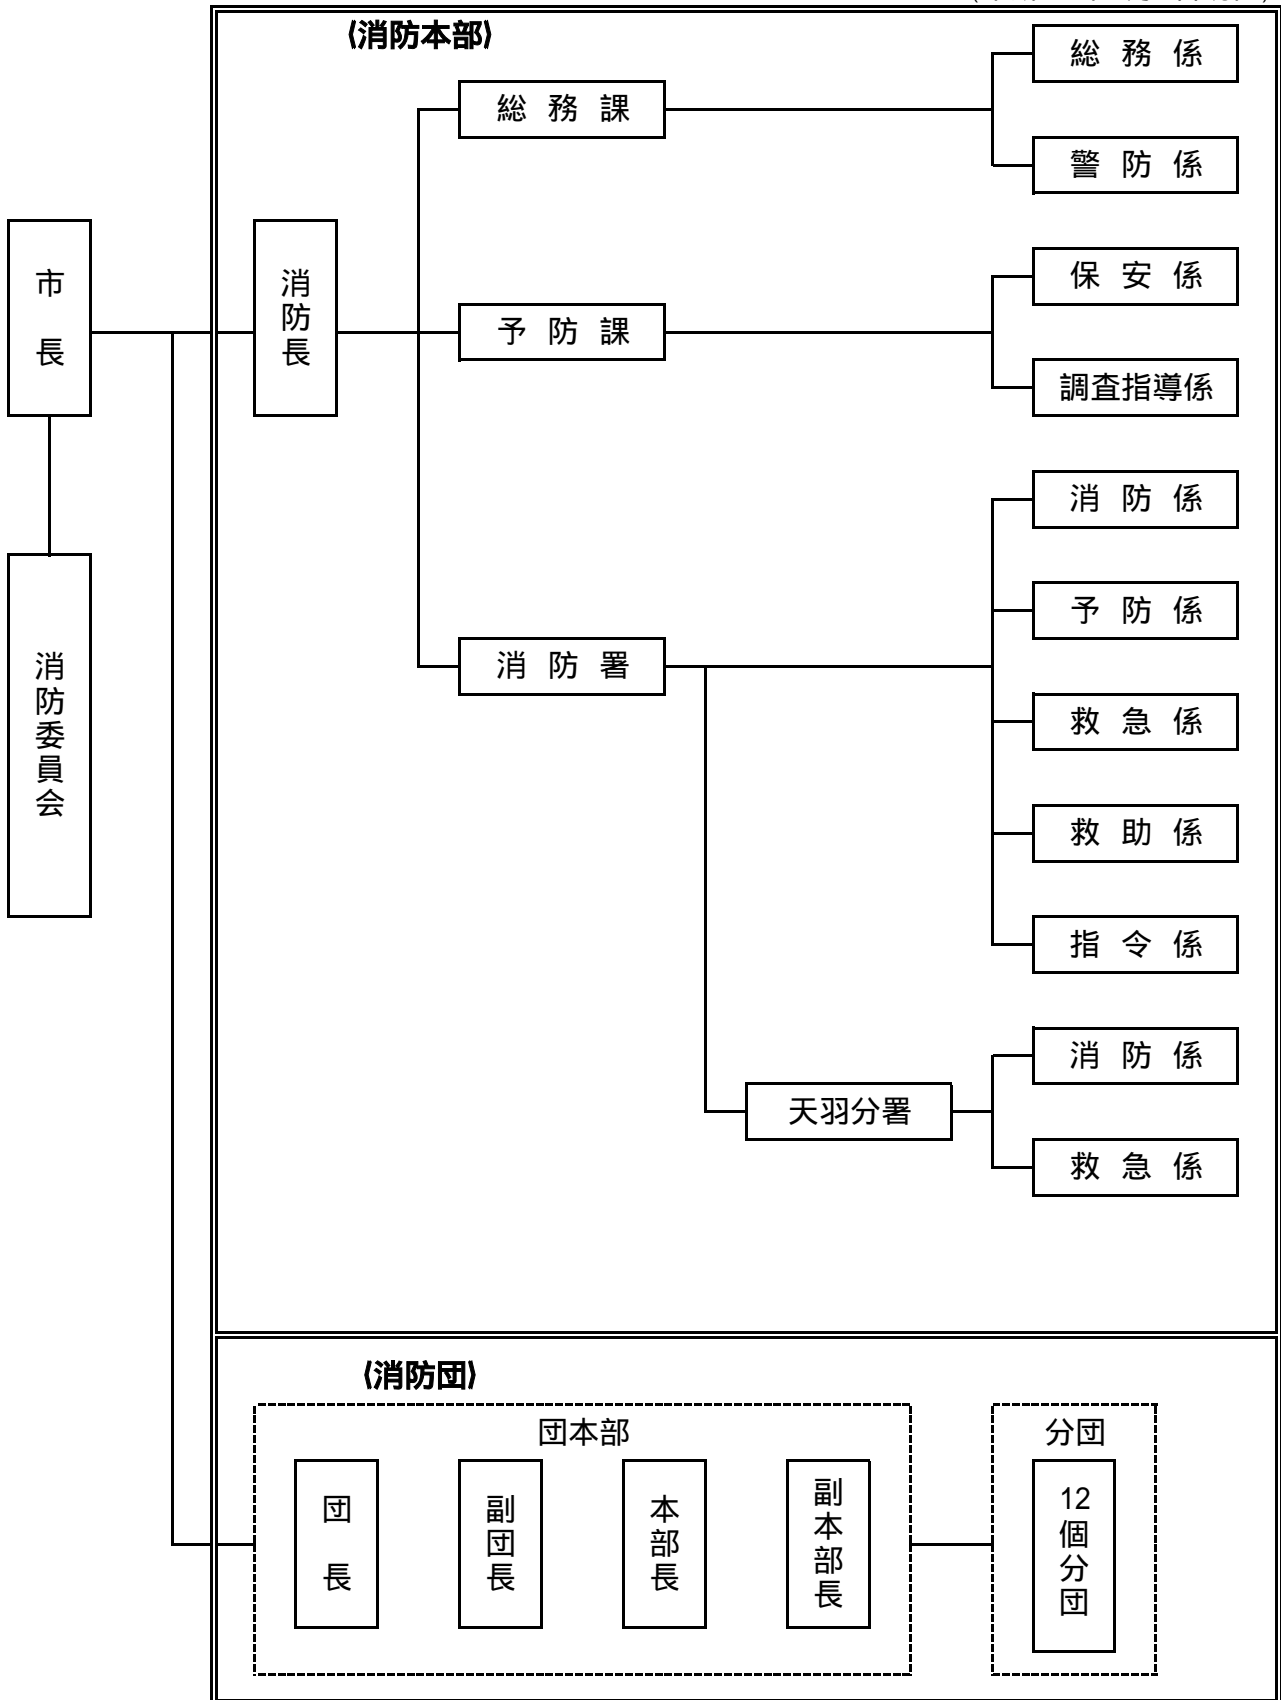 (消防本部)
総務係
総務課
警防係
市長
消防長
保安係
予防課
調査指導係
消防委員会
消防係
予防係
消防署
救急係
救助係
指令係
消防係
天羽分署
救急係
(消防団)
団本部
団長
副団長
本部長
副本部長
分団
12個分団